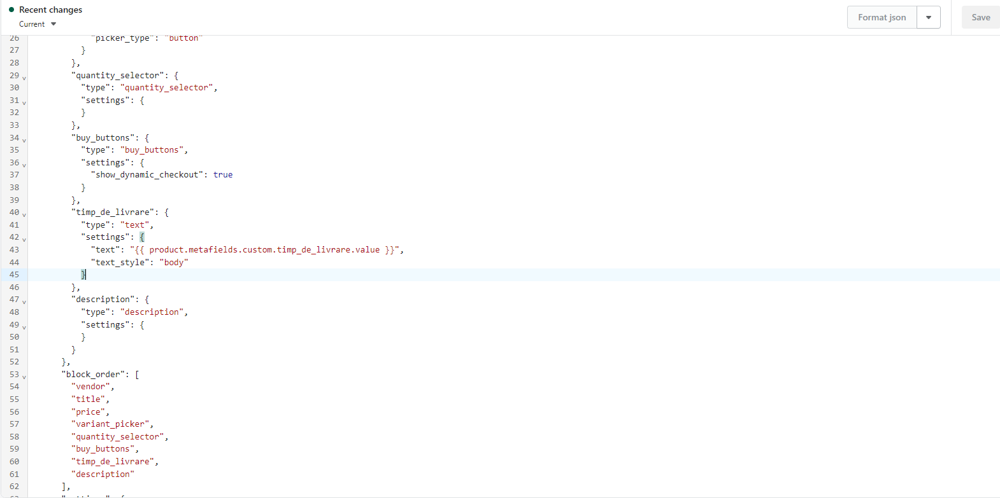 Recent changes
Current
Format json
Save
26 "picker_type": "button"
27 }
28 },
29 "quantity_selector": {
30 "type": "quantity_selector",
31 "settings": {
32 }
33 },
34 "buy_buttons": {
35 "type": "buy_buttons",
36 "settings": {
37 "show_dynamic_checkout": true
38 }
39 },
40 "timp_de_livrare": {
41 "type": "text",
42 "settings": {
43 "text": "{{ product.metafields.custom.timp_de_livrare.value }}",
44 "text_style": "body"
45 }
46 },
47 "description": {
48 "type": "description",
49 "settings": {
50 }
51 }
52 },
53 "block_order": [
54 "vendor",
55 "title",
56 "price",
57 "variant_picker",
58 "quantity_selector",
59 "buy_buttons",
60 "timp_de_livrare",
61 "description"
62 ],